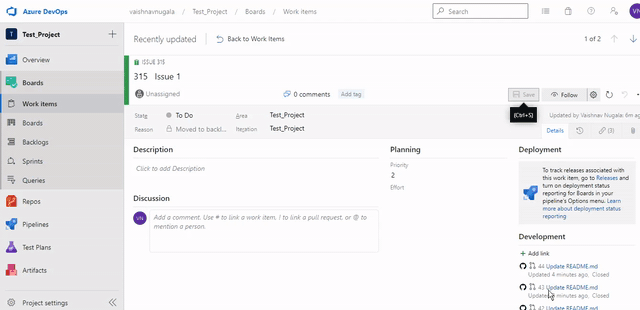 Azure DevOps
vaishnavnugala / Test_Project / Boards / Work items
Search
VN
T Test_Project
Overview
Boards
Work items
Boards
Backlogs
Sprints
Queries
Repos
Pipelines
Test Plans
Artifacts
Project settings
Recently updated
Back to Work Items
1 of 2
ISSUE 315
315 Issue 1
Unassigned
0 comments
Add tag
Save
Follow
(Ctrl+S)
State To Do
Area Test_Project
Reason Moved to backl...
Iteration Test_Project
Updated by Vaishnav Nugala: 6m ag
Details
(3)
Description
Click to add Description
Discussion
VN
Add a comment. Use # to link a work item, ! to link a pull request, or @ to
mention a person.
Planning
Priority
2
Effort
Deployment
To track releases associated with
this work item, go to Releases and
turn on deployment status
reporting for Boards in your
pipeline's Options menu. Learn
more about deployment status
reporting
Development
Add link
44 Update README.md
Updated 4 minutes ago, Closed
43 Update README.md
minutes ago, Closed
42 Update README.md